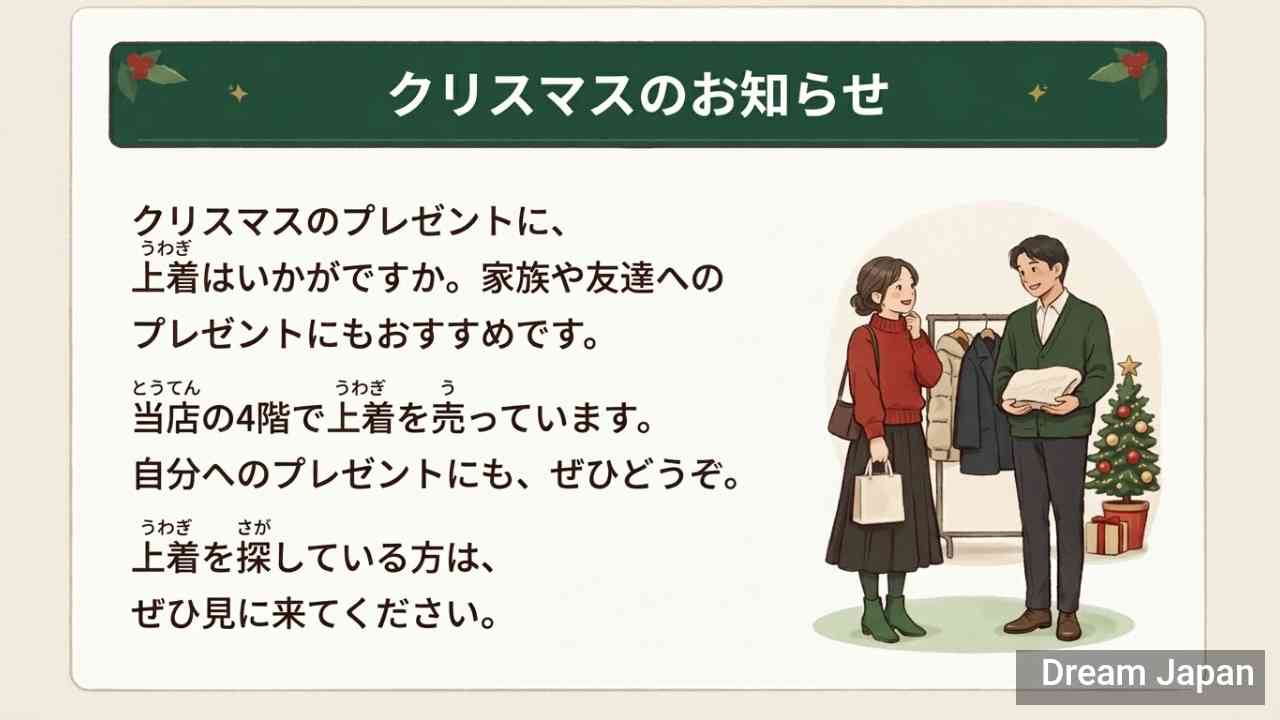 クリスマスのお知らせ
クリスマスのプレゼントに、
うわぎ
上着はいかがですか。家族や友達への
プレゼントにもおすすめです。
とうてん うわぎ う
当店の4階で上着を売っています。
自分へのプレゼントにも、ぜひどうぞ。
うわぎ さが
上着を探している方は、
ぜひ見に来てください。
Dream Japan